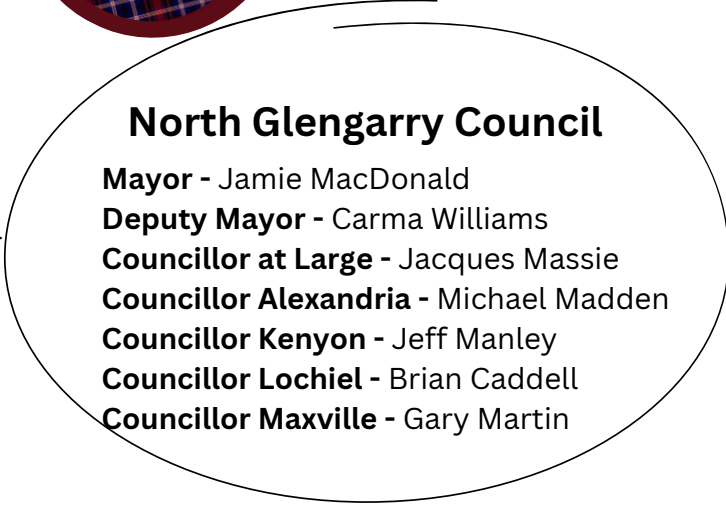 North Glengarry Council
Mayor - Jamie MacDonald
Deputy Mayor - Carma Williams
Councillor at Large - Jacques Massie
Councillor Alexandria - Michael Madden
Councillor Kenyon - Jeff Manley
Councillor Lochiel - Brian Caddell
Councillor Maxville - Gary Martin